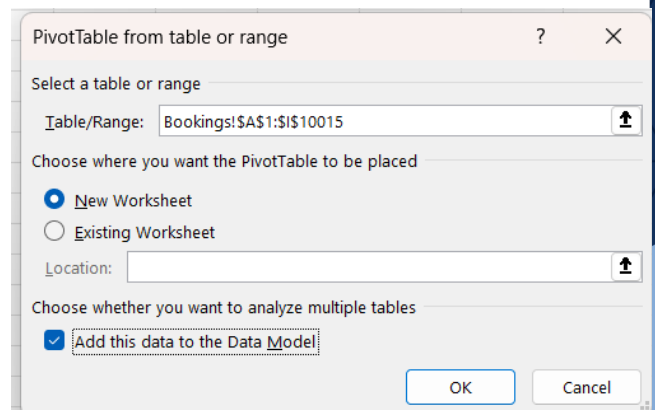 PivotTable from table or range ?
Select a table or range
Table/Range: Bookings!$A$1:$I$10015
Choose where you want the PivotTable to be placed
New Worksheet
Existing Worksheet
Location:
Choose whether you want to analyze multiple tables
Add this data to the Data Model
OK Cancel